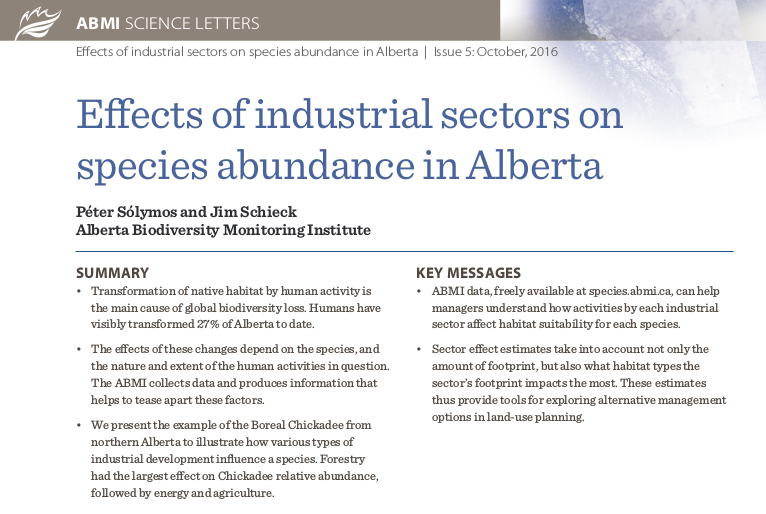 ABMI SCIENCE LETTERS
Effects of industrial sectors on species abundance in Alberta | Issue 5: October, 2016
Effects of industrial sectors on
species abundance in Alberta
Péter Sólymos and Jim Schieck
Alberta Biodiversity Monitoring Institute
SUMMARY
• Transformation of native habitat by human activity is
the main cause of global biodiversity loss. Humans have
visibly transformed 27% of Alberta to date.
• The effects of these changes depend on the species, and
the nature and extent of the human activities in question.
The ABMI collects data and produces information that
helps to tease apart these factors.
• We present the example of the Boreal Chickadee from
northern Alberta to illustrate how various types of
industrial development influence a species. Forestry
had the largest effect on Chickadee relative abundance,
followed by energy and agriculture.
KEY MESSAGES
• ABMI data, freely available at species.abmi.ca, can help
managers understand how activities by each industrial
sector affect habitat suitability for each species.
• Sector effect estimates take into account not only the
amount of footprint, but also what habitat types the
sector's footprint impacts the most. These estimates
thus provide tools for exploring alternative management
options in land-use planning.